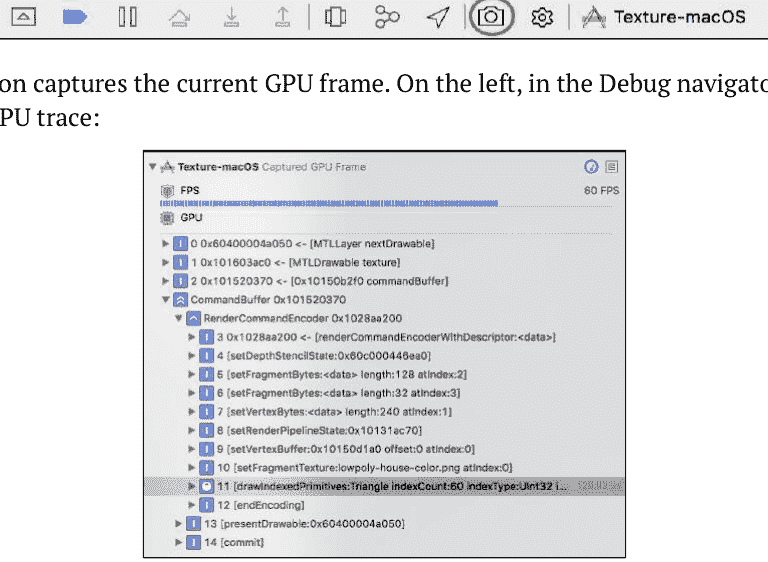 Texture-macOS
on captures the current GPU frame. On the left, in the Debug navigato
PU trace:
Texture-macOS Captured GPU Frame
FPS 60 FPS
GPU
0 0x60400004a050 <- [MTLLayer nextDrawable]
1 0x101603ac0 <- [MTLDrawable texture]
2 0x101520370 <- [0x10150b2f0 commandBuffer]
CommandBuffer 0x101520370
RenderCommandEncoder 0x1028aa200
3 0x1028aa200 <- [renderCommandEncoderWithDescriptor:<data>]
4 [setDepthStencilState:0x60c000446ea0]
5 [setFragmentBytes:<data> length:128 atIndex:2]
6 [setFragmentBytes:<data> length:32 atIndex:3]
7 [setVertexBytes:<data> length:240 atIndex:1]
8 [setRenderPipelineState:0x10131ac70]
9 [setVertexBuffer:0x10150d1a0 offset:0 atIndex:0]
10 [setFragmentTexture:lowpoly-house-color.png atIndex:0]
11 [drawIndexedPrimitives:Triangle indexCount:60 indexType:UInt32 i...
12 [endEncoding]
13 [presentDrawable:0x60400004a050]
14 [commit]